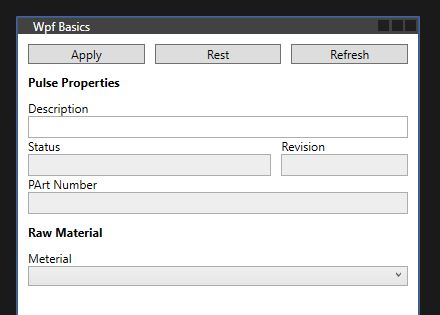 Wpf Basics
Apply Rest Refresh
Pulse Properties
Description
Status Revision
PArt Number
Raw Material
Meterial